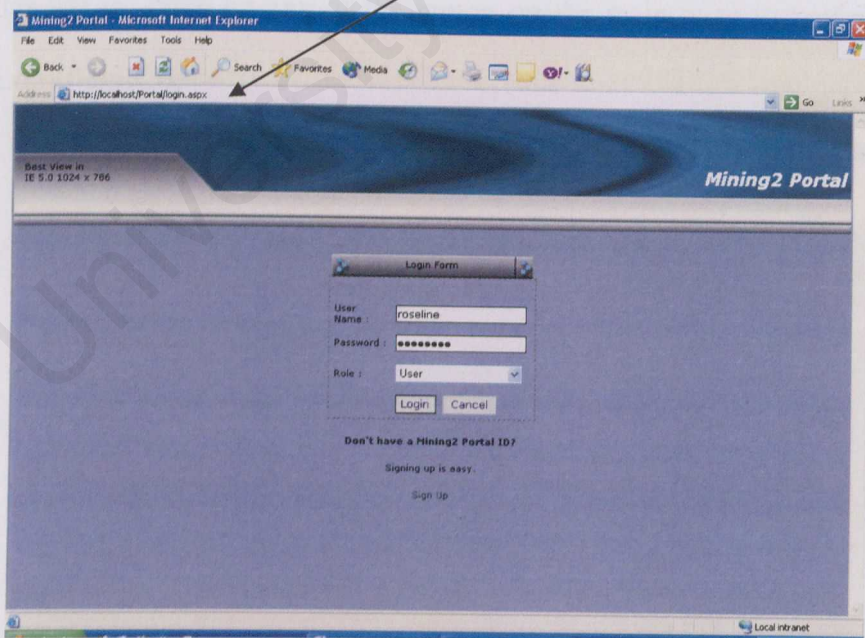 Mining2 Portal - Microsoft Internet Explorer
File Edit View Favorites Tools Help
Back Search Favorites Media
Address http://localhost/Portal/login.aspx Go Links »
Best View in
IE 5.0 1024 x 766
Mining2 Portal
Login Form
User
Name : roseline
Password : ●●●●●●●●
Role : User
Login Cancel
Don't have a Mining2 Portal ID?
Signing up is easy.
Sign Up
Local intranet
University